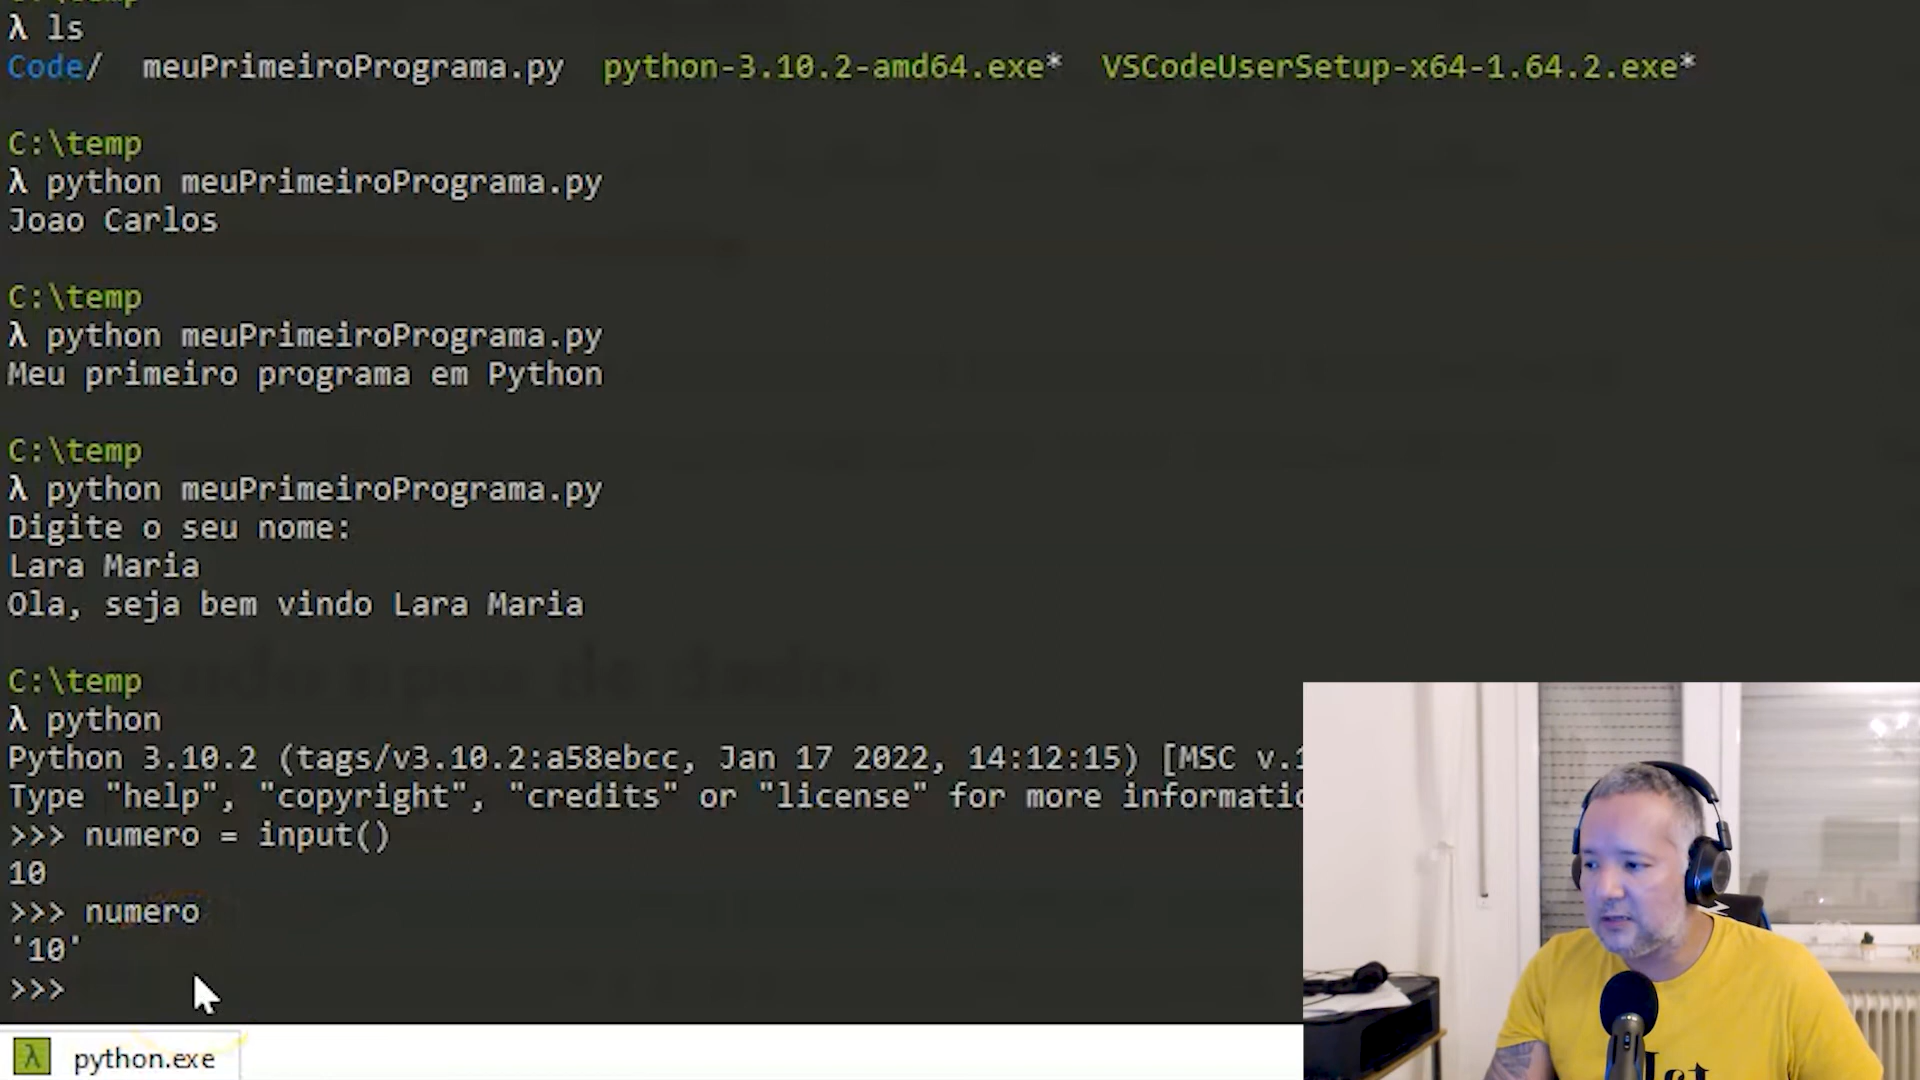 λ ls
Code/ meuPrimeiroPrograma.py python-3.10.2-amd64.exe* VSCodeUserSetup-x64-1.64.2.exe*
C:\temp
λ python meuPrimeiroPrograma.py
Joao Carlos
C:\temp
λ python meuPrimeiroPrograma.py
Meu primeiro programa em Python
C:\temp
λ python meuPrimeiroPrograma.py
Digite o seu nome:
Lara Maria
Ola, seja bem vindo Lara Maria
C:\temp
λ python
Python 3.10.2 (tags/v3.10.2:a58ebcc, Jan 17 2022, 14:12:15) [MSC v.1
Type "help", "copyright", "credits" or "license" for more informatio
>>> numero = input()
10
>>> numero
'10'
>>>
λ python.exe